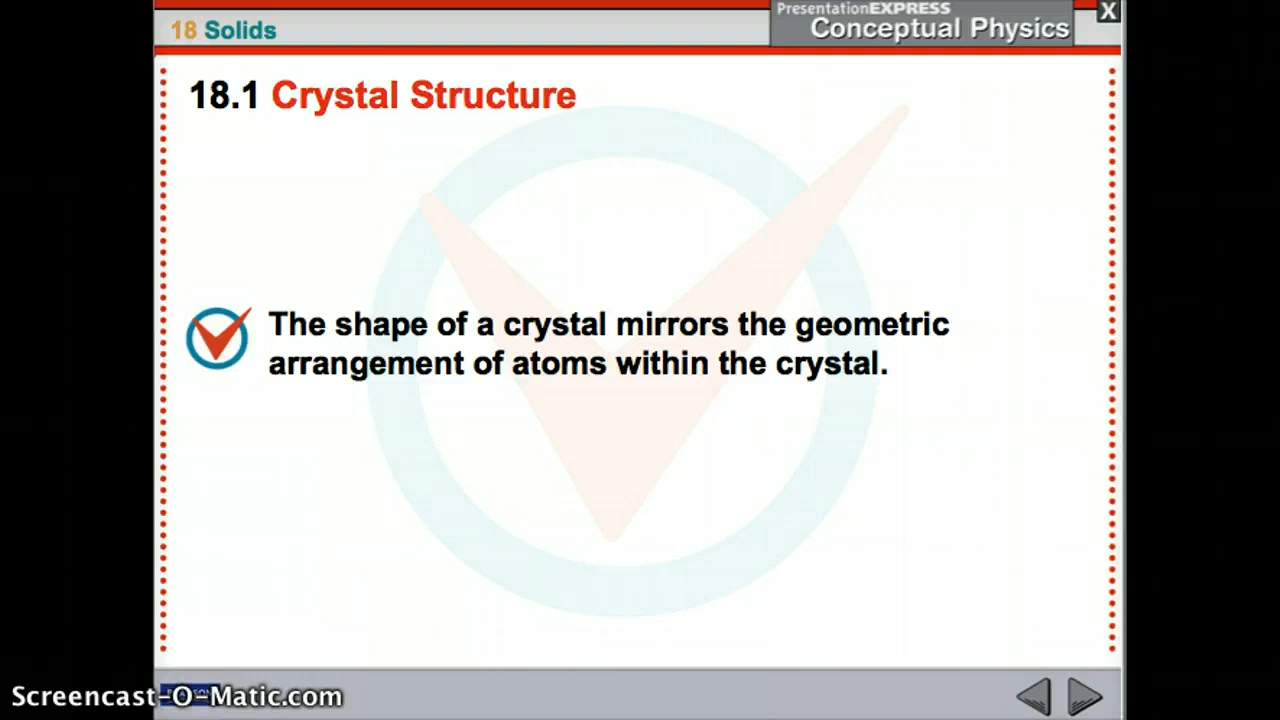 PresentationEXPRESS
X
18 Solids
Conceptual Physics
18.1 Crystal Structure
The shape of a crystal mirrors the geometric
arrangement of atoms within the crystal.
Screencast-O-Matic.com